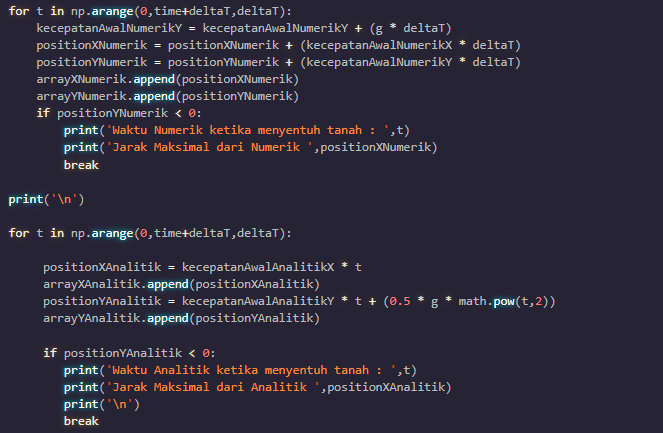 for t in np.arange(0,time+deltaT,deltaT):
    kecepatanAwalNumerikY = kecepatanAwalNumerikY + (g * deltaT)
    positionXNumerik = positionXNumerik + (kecepatanAwalNumerikX * deltaT)
    positionYNumerik = positionYNumerik + (kecepatanAwalNumerikY * deltaT)
    arrayXNumerik.append(positionXNumerik)
    arrayYNumerik.append(positionYNumerik)
    if positionYNumerik < 0:
        print('Waktu Numerik ketika menyentuh tanah : ',t)
        print('Jarak Maksimal dari Numerik ',positionXNumerik)
        break

print('\n')

for t in np.arange(0,time+deltaT,deltaT):

     positionXAnalitik = kecepatanAwalAnalitikX * t
     arrayXAnalitik.append(positionXAnalitik)
     positionYAnalitik = kecepatanAwalAnalitikY * t + (0.5 * g * math.pow(t,2))
     arrayYAnalitik.append(positionYAnalitik)

     if positionYAnalitik < 0:
        print('Waktu Analitik ketika menyentuh tanah : ',t)
        print('Jarak Maksimal dari Analitik ',positionXAnalitik)
        print('\n')
        break